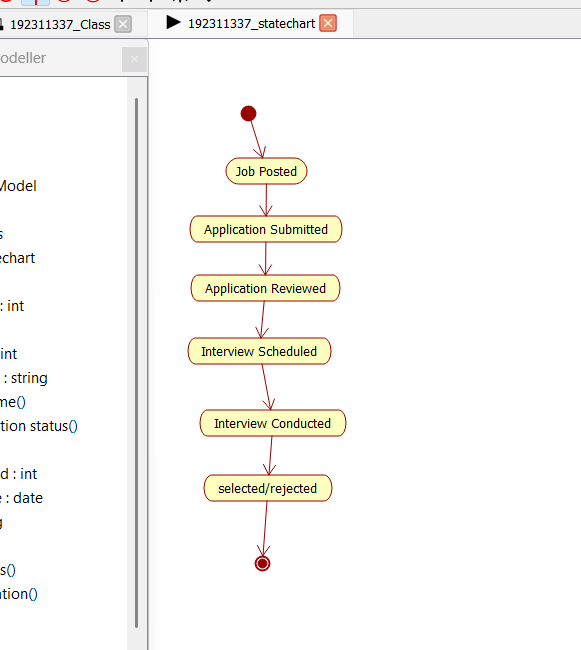 192311337_Class
192311337_statechart
odeller
Model
s
echart
: int
int
: string
me()
tion status()
d : int
e : date
g
s()
ation()
Job Posted
Application Submitted
Application Reviewed
Interview Scheduled
Interview Conducted
selected/rejected